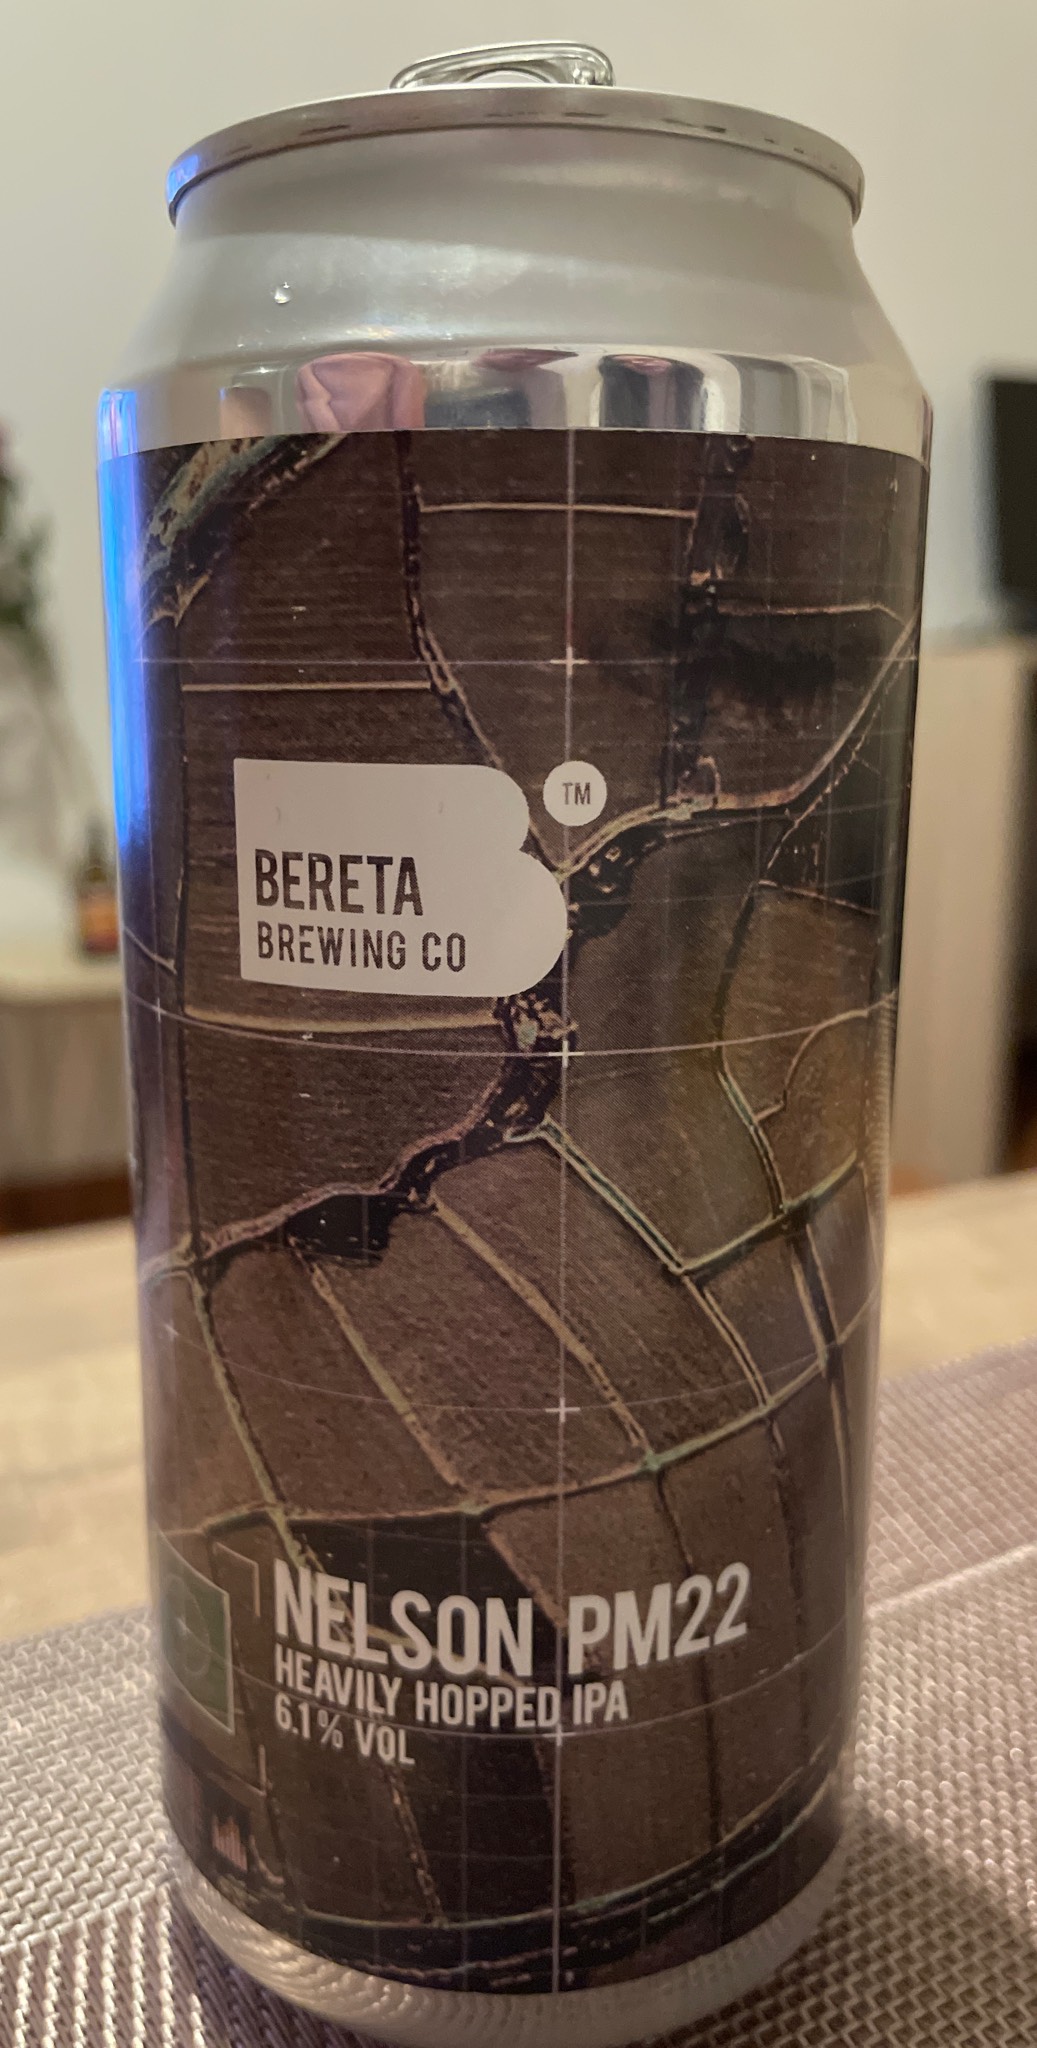 TM
BERETA
BREWING CO
NELSON PM22
HEAVILY HOPPED IPA
6.1% VOL